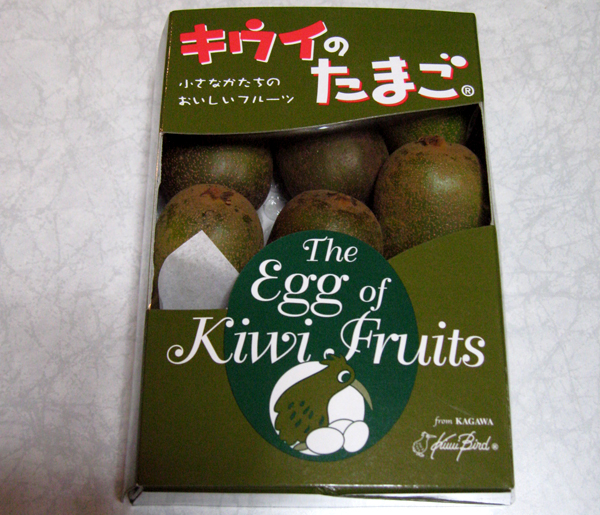 キウイの
たまご®
小さなかたちの
おいしいフルーツ
The
Egg of
Kiwi Fruits
from KAGAWA
Kiwi Bird®